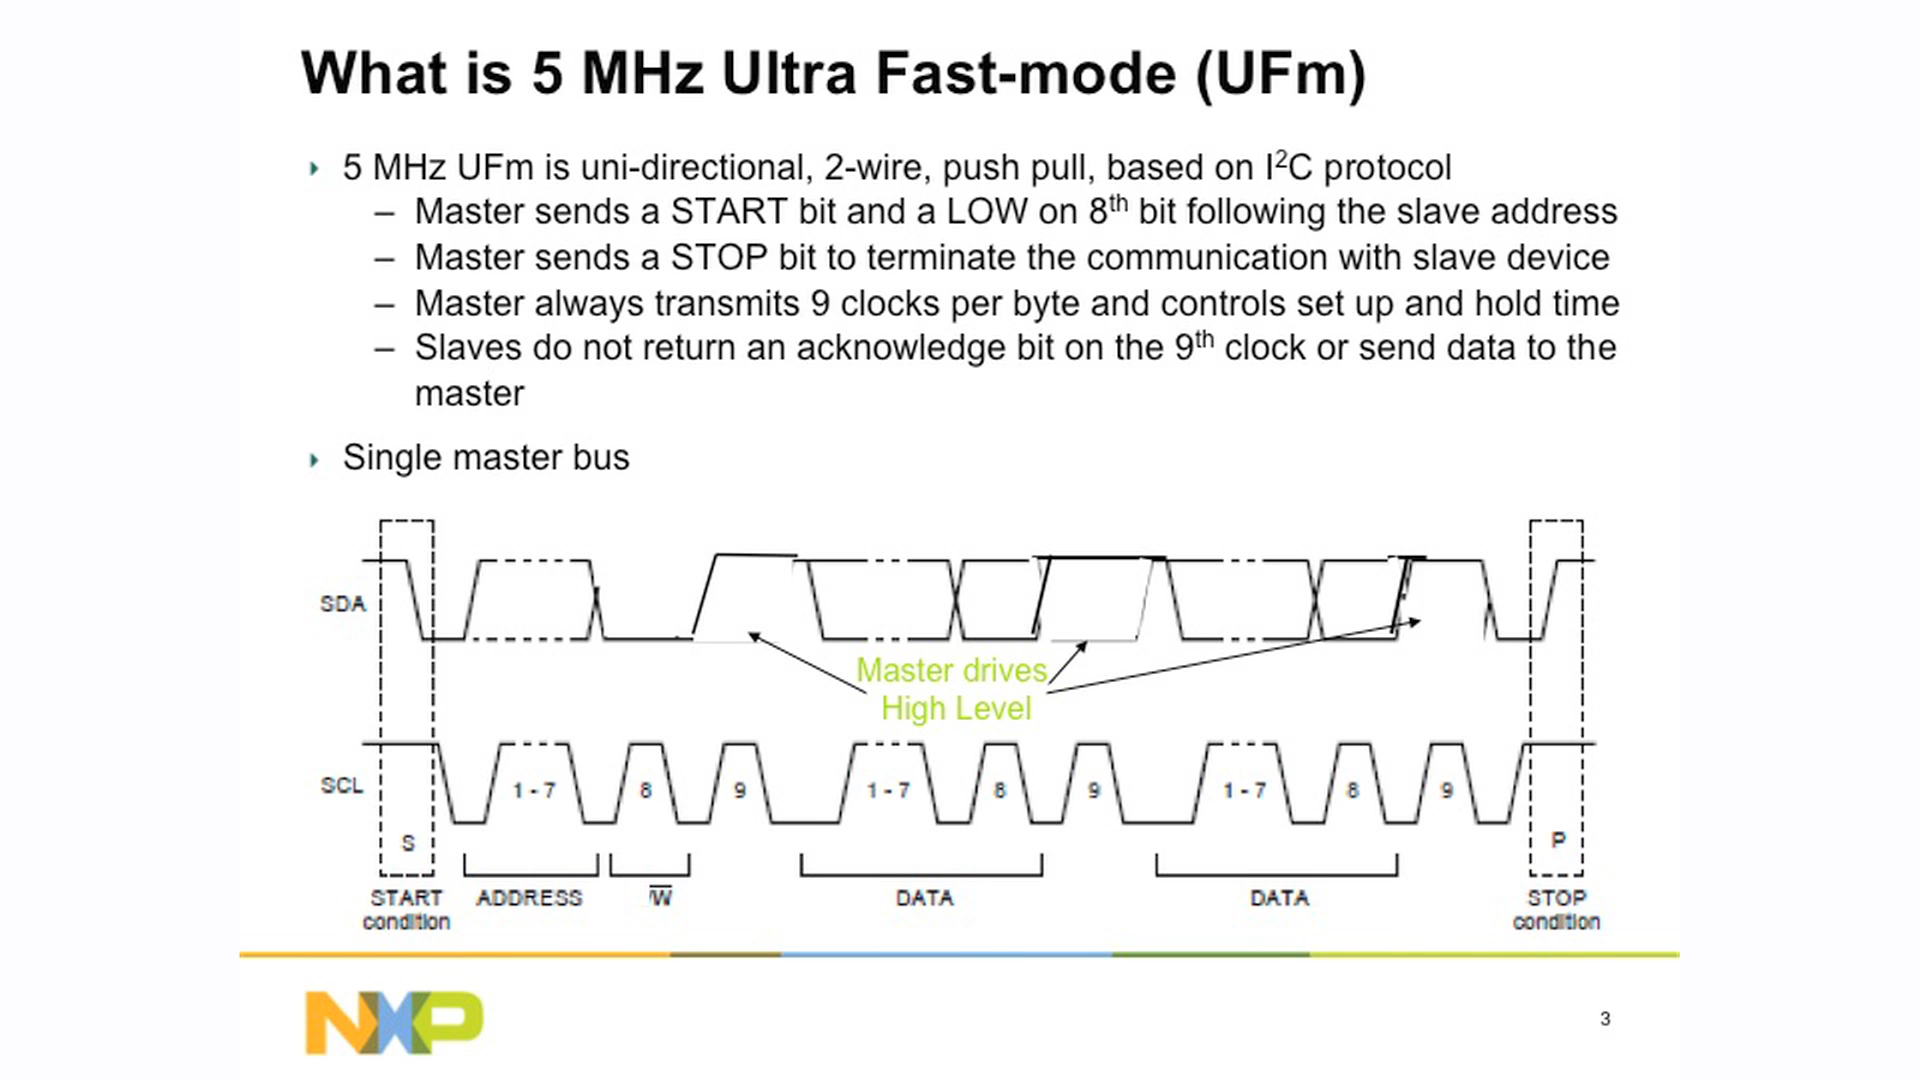 What is 5 MHz Ultra Fast-mode (UFm)
5 MHz UFm is uni-directional, 2-wire, push pull, based on I²C protocol
– Master sends a START bit and a LOW on 8th bit following the slave address
– Master sends a STOP bit to terminate the communication with slave device
– Master always transmits 9 clocks per byte and controls set up and hold time
– Slaves do not return an acknowledge bit on the 9th clock or send data to the
master
Single master bus
SDA
Master drives
High Level
SCL
1 - 7 8 9 1 - 7 8 9 1 - 7 8 9
S P
START ADDRESS W̅ DATA DATA STOP
condition condition
NXP
3